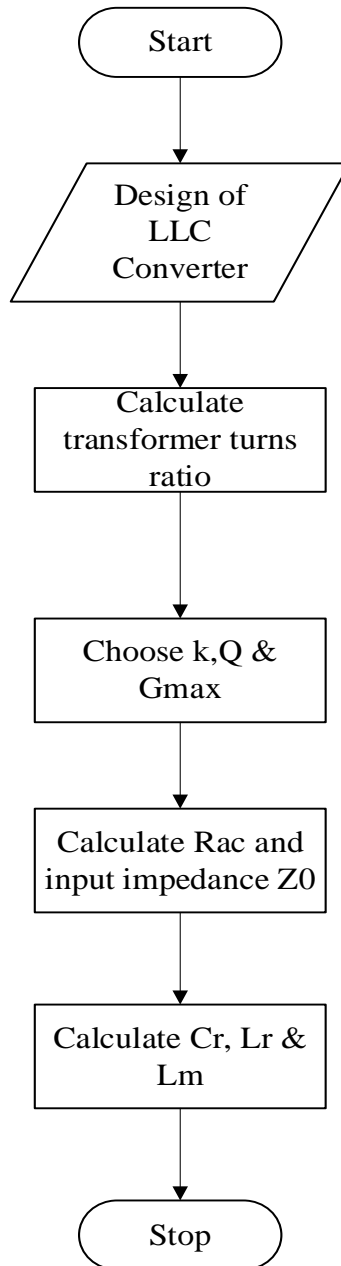 Start
Design of
LLC
Converter
Calculate
transformer turns
ratio
Choose k,Q &
Gmax
Calculate Rac and
input impedance Z0
Calculate Cr, Lr &
Lm
Stop